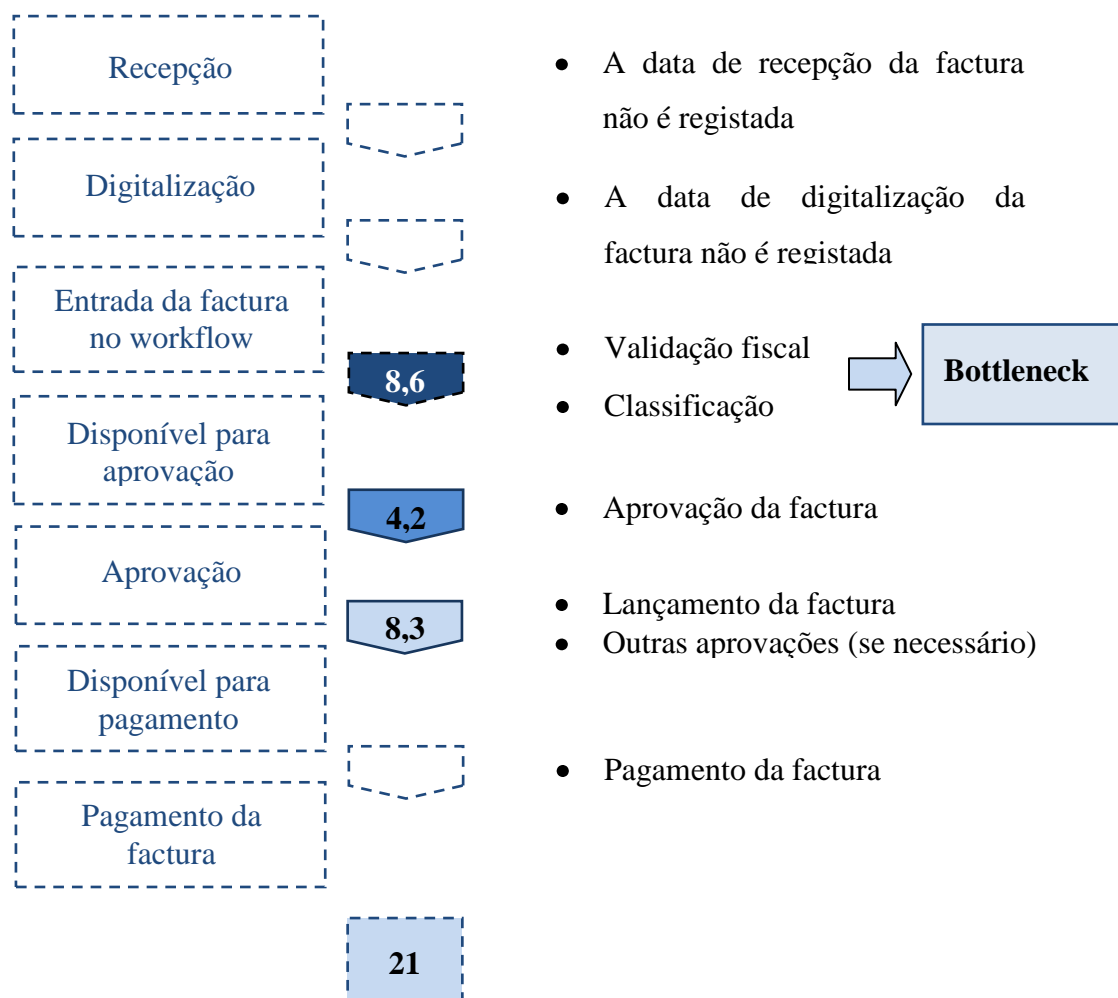 Recepção
• A data de recepção da factura
não é registada
Digitalização
• A data de digitalização da
factura não é registada
Entrada da factura
no workflow
8,6
• Validação fiscal
• Classificação
Bottleneck
Disponível para
aprovação
4,2
• Aprovação da factura
Aprovação
8,3
• Lançamento da factura
• Outras aprovações (se necessário)
Disponível para
pagamento
• Pagamento da factura
Pagamento da
factura
21